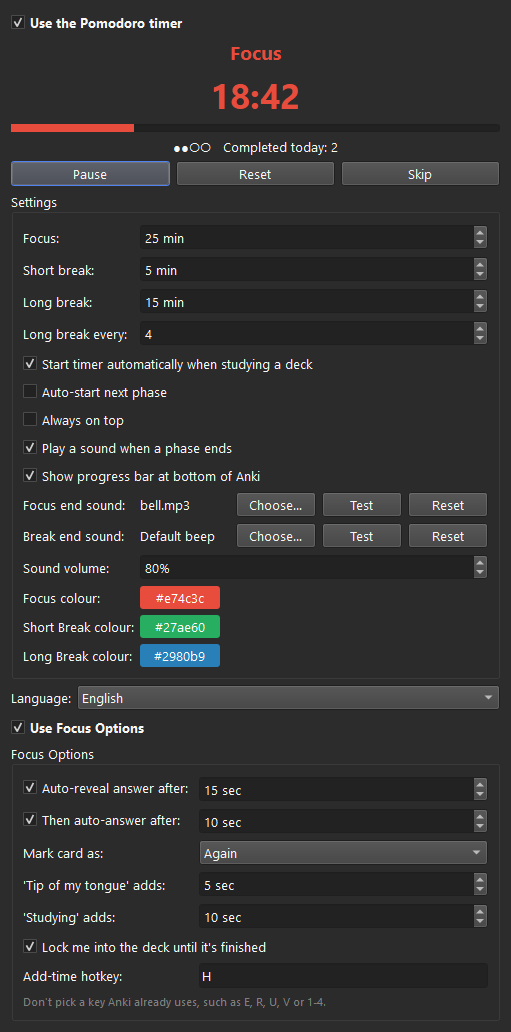 Use the Pomodoro timer
Focus
18:42
●●○○ Completed today: 2
Pause Reset Skip
Settings
Focus: 25 min
Short break: 5 min
Long break: 15 min
Long break every: 4
Start timer automatically when studying a deck
Auto-start next phase
Always on top
Play a sound when a phase ends
Show progress bar at bottom of Anki
Focus end sound: bell.mp3 Choose... Test Reset
Break end sound: Default beep Choose... Test Reset
Sound volume: 80%
Focus colour: #e74c3c
Short Break colour: #27ae60
Long Break colour: #2980b9
Language: English
Use Focus Options
Focus Options
Auto-reveal answer after: 15 sec
Then auto-answer after: 10 sec
Mark card as: Again
'Tip of my tongue' adds: 5 sec
'Studying' adds: 10 sec
Lock me into the deck until it's finished
Add-time hotkey: H
Don't pick a key Anki already uses, such as E, R, U, V or 1-4.